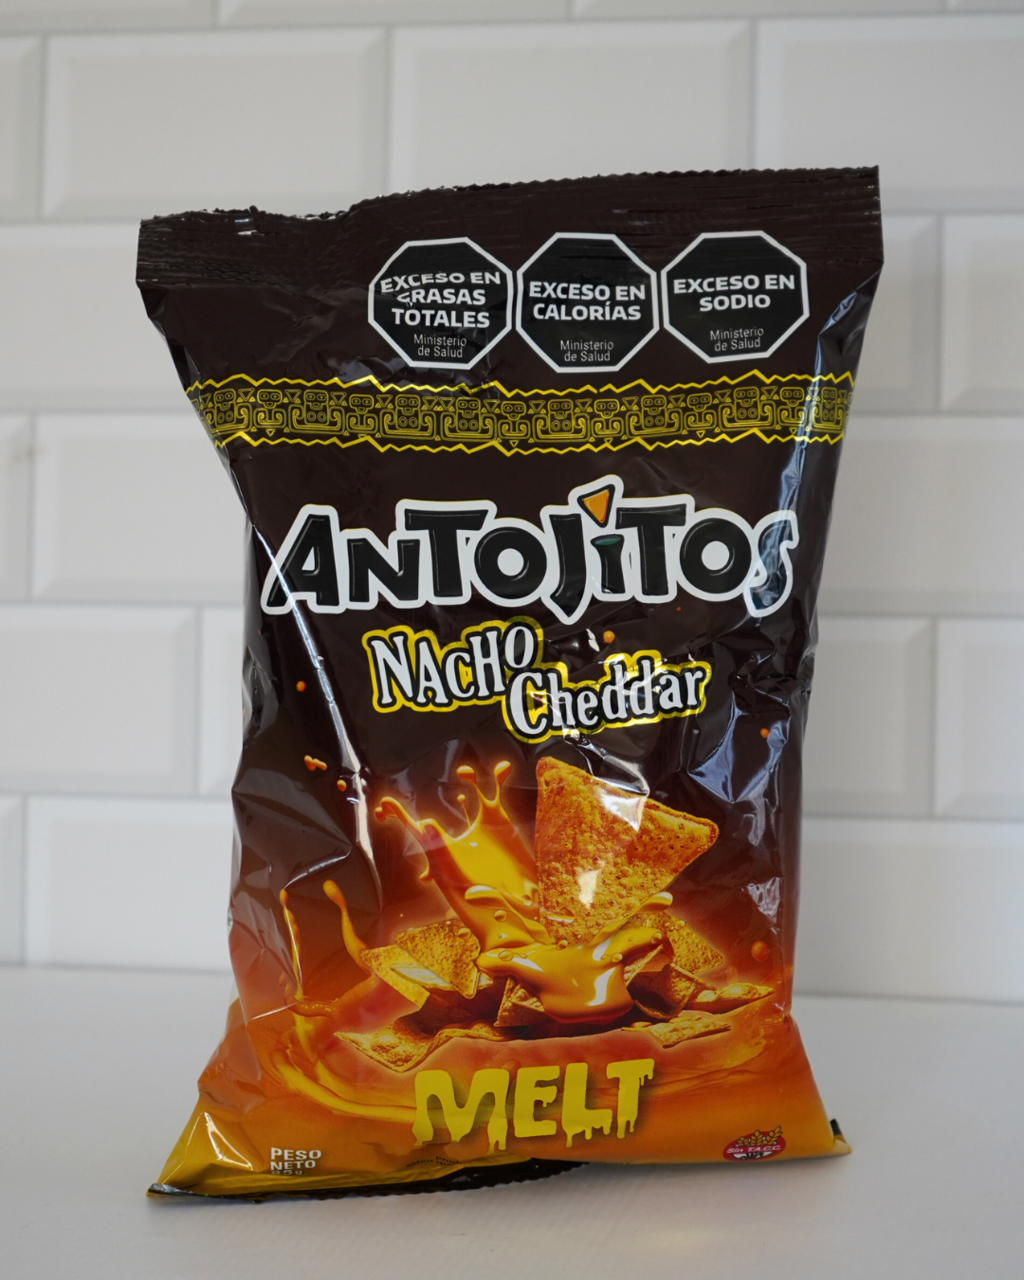 EXCESO EN
GRASAS
TOTALES
Ministerio
de Salud
EXCESO EN
CALORÍAS
Ministerio
de Salud
EXCESO EN
SODIO
Ministerio
de Salud
ANTOJITOS
NACHO
Cheddar
MELT
PESO
NETO
Sin T.A.C.C.